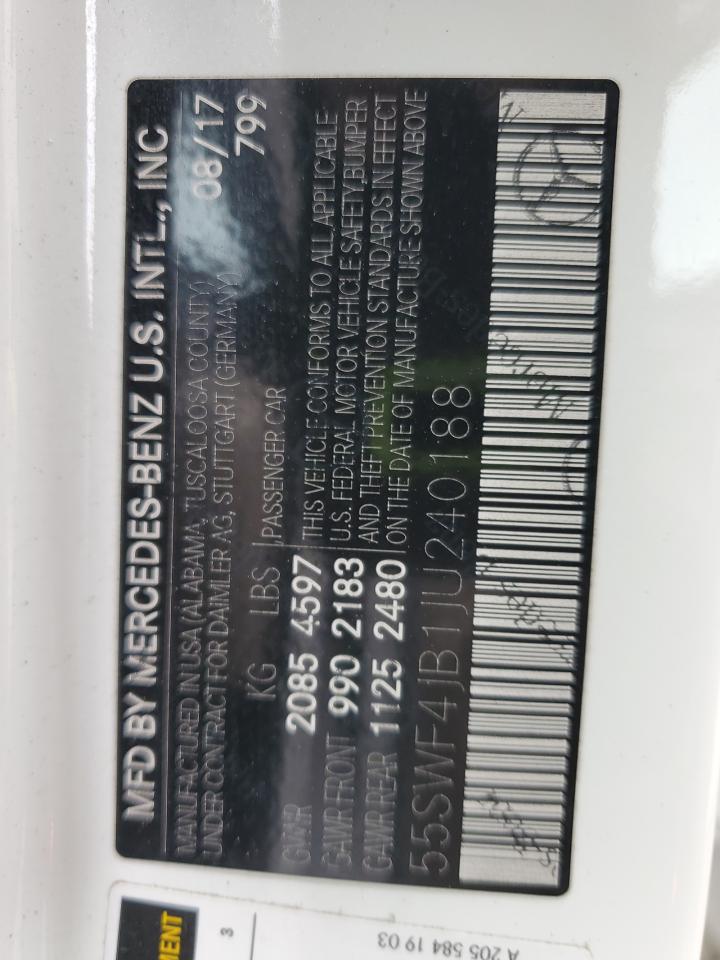 MFD BY MERCEDES-BENZ U.S. INTL., INC
MANUFACTURED IN USA (ALABAMA, TUSCALOOSA COUNTY) 08/17
UNDER CONTRACT FOR DAIMLER AG, STUTTGART (GERMANY) 799
KG LBS PASSENGER CAR
GVWR 2085 4597 THIS VEHICLE CONFORMS TO ALL APPLICABLE
GAWR FRONT 990 2183 U.S. FEDERAL MOTOR VEHICLE SAFETY,BUMPER
GAWR REAR 1125 2480 AND THEFT PREVENTION STANDARDS IN EFFECT
ON THE DATE OF MANUFACTURE SHOWN ABOVE
55SWF4JB1JU240188
MENT
3
A 205 584 19 03